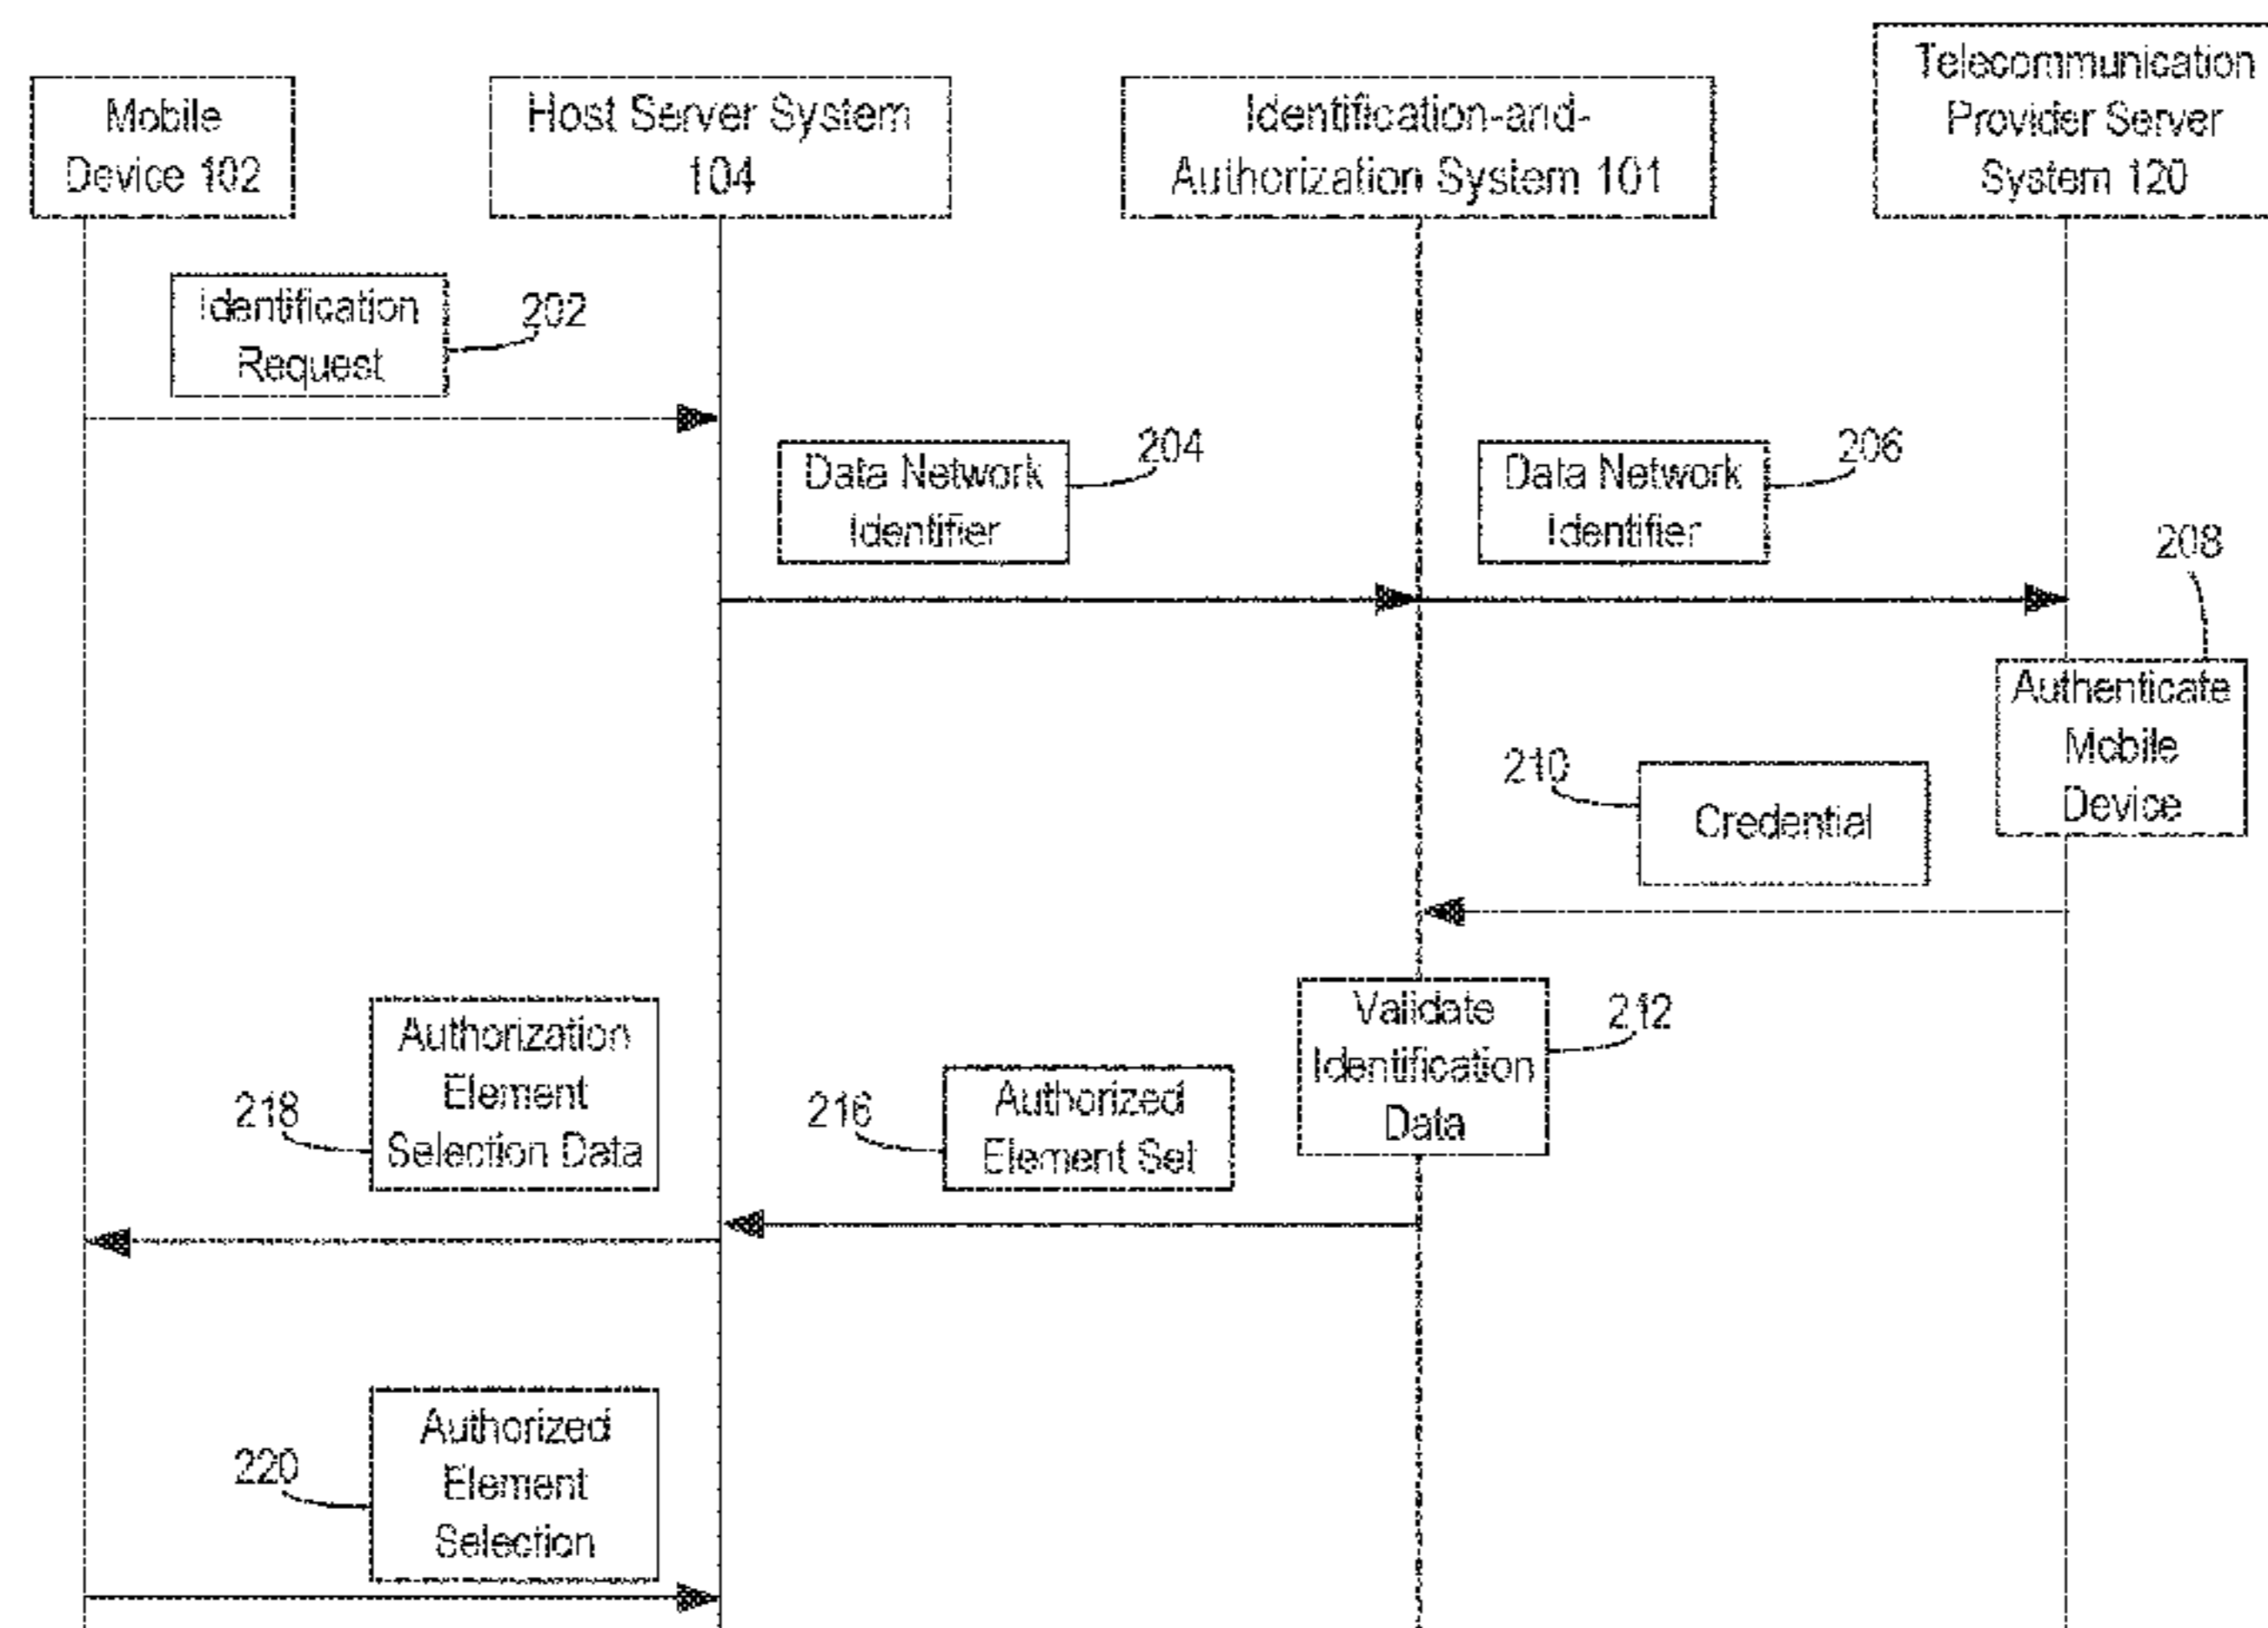 Mobile
Device 102
Host Server System
104
Identification-and-
Authorization System 101
Telecommunication
Provider Server
System 120
Identification
Request
202
Data Network
Identifier
204
Data Network
Identifier
206
208
Authenticate
Mobile
Device
210
Credential
Validate
Identification
Data
212
218
Authorization
Element
Selection Data
216
Authorized
Element Set
220
Authorized
Element
Selection